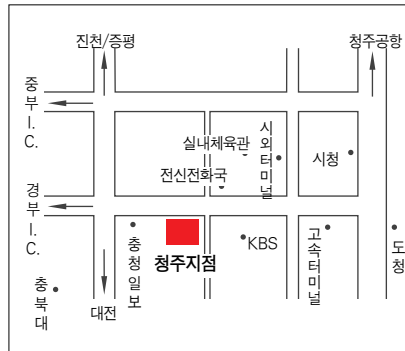 진천/증평
청주공항
중부I.C.
실내체육관
시외터미널
시청
전신전화국
경부I.C.
충청일보
청주지점
KBS
고속터미널
도청
충북대
대전